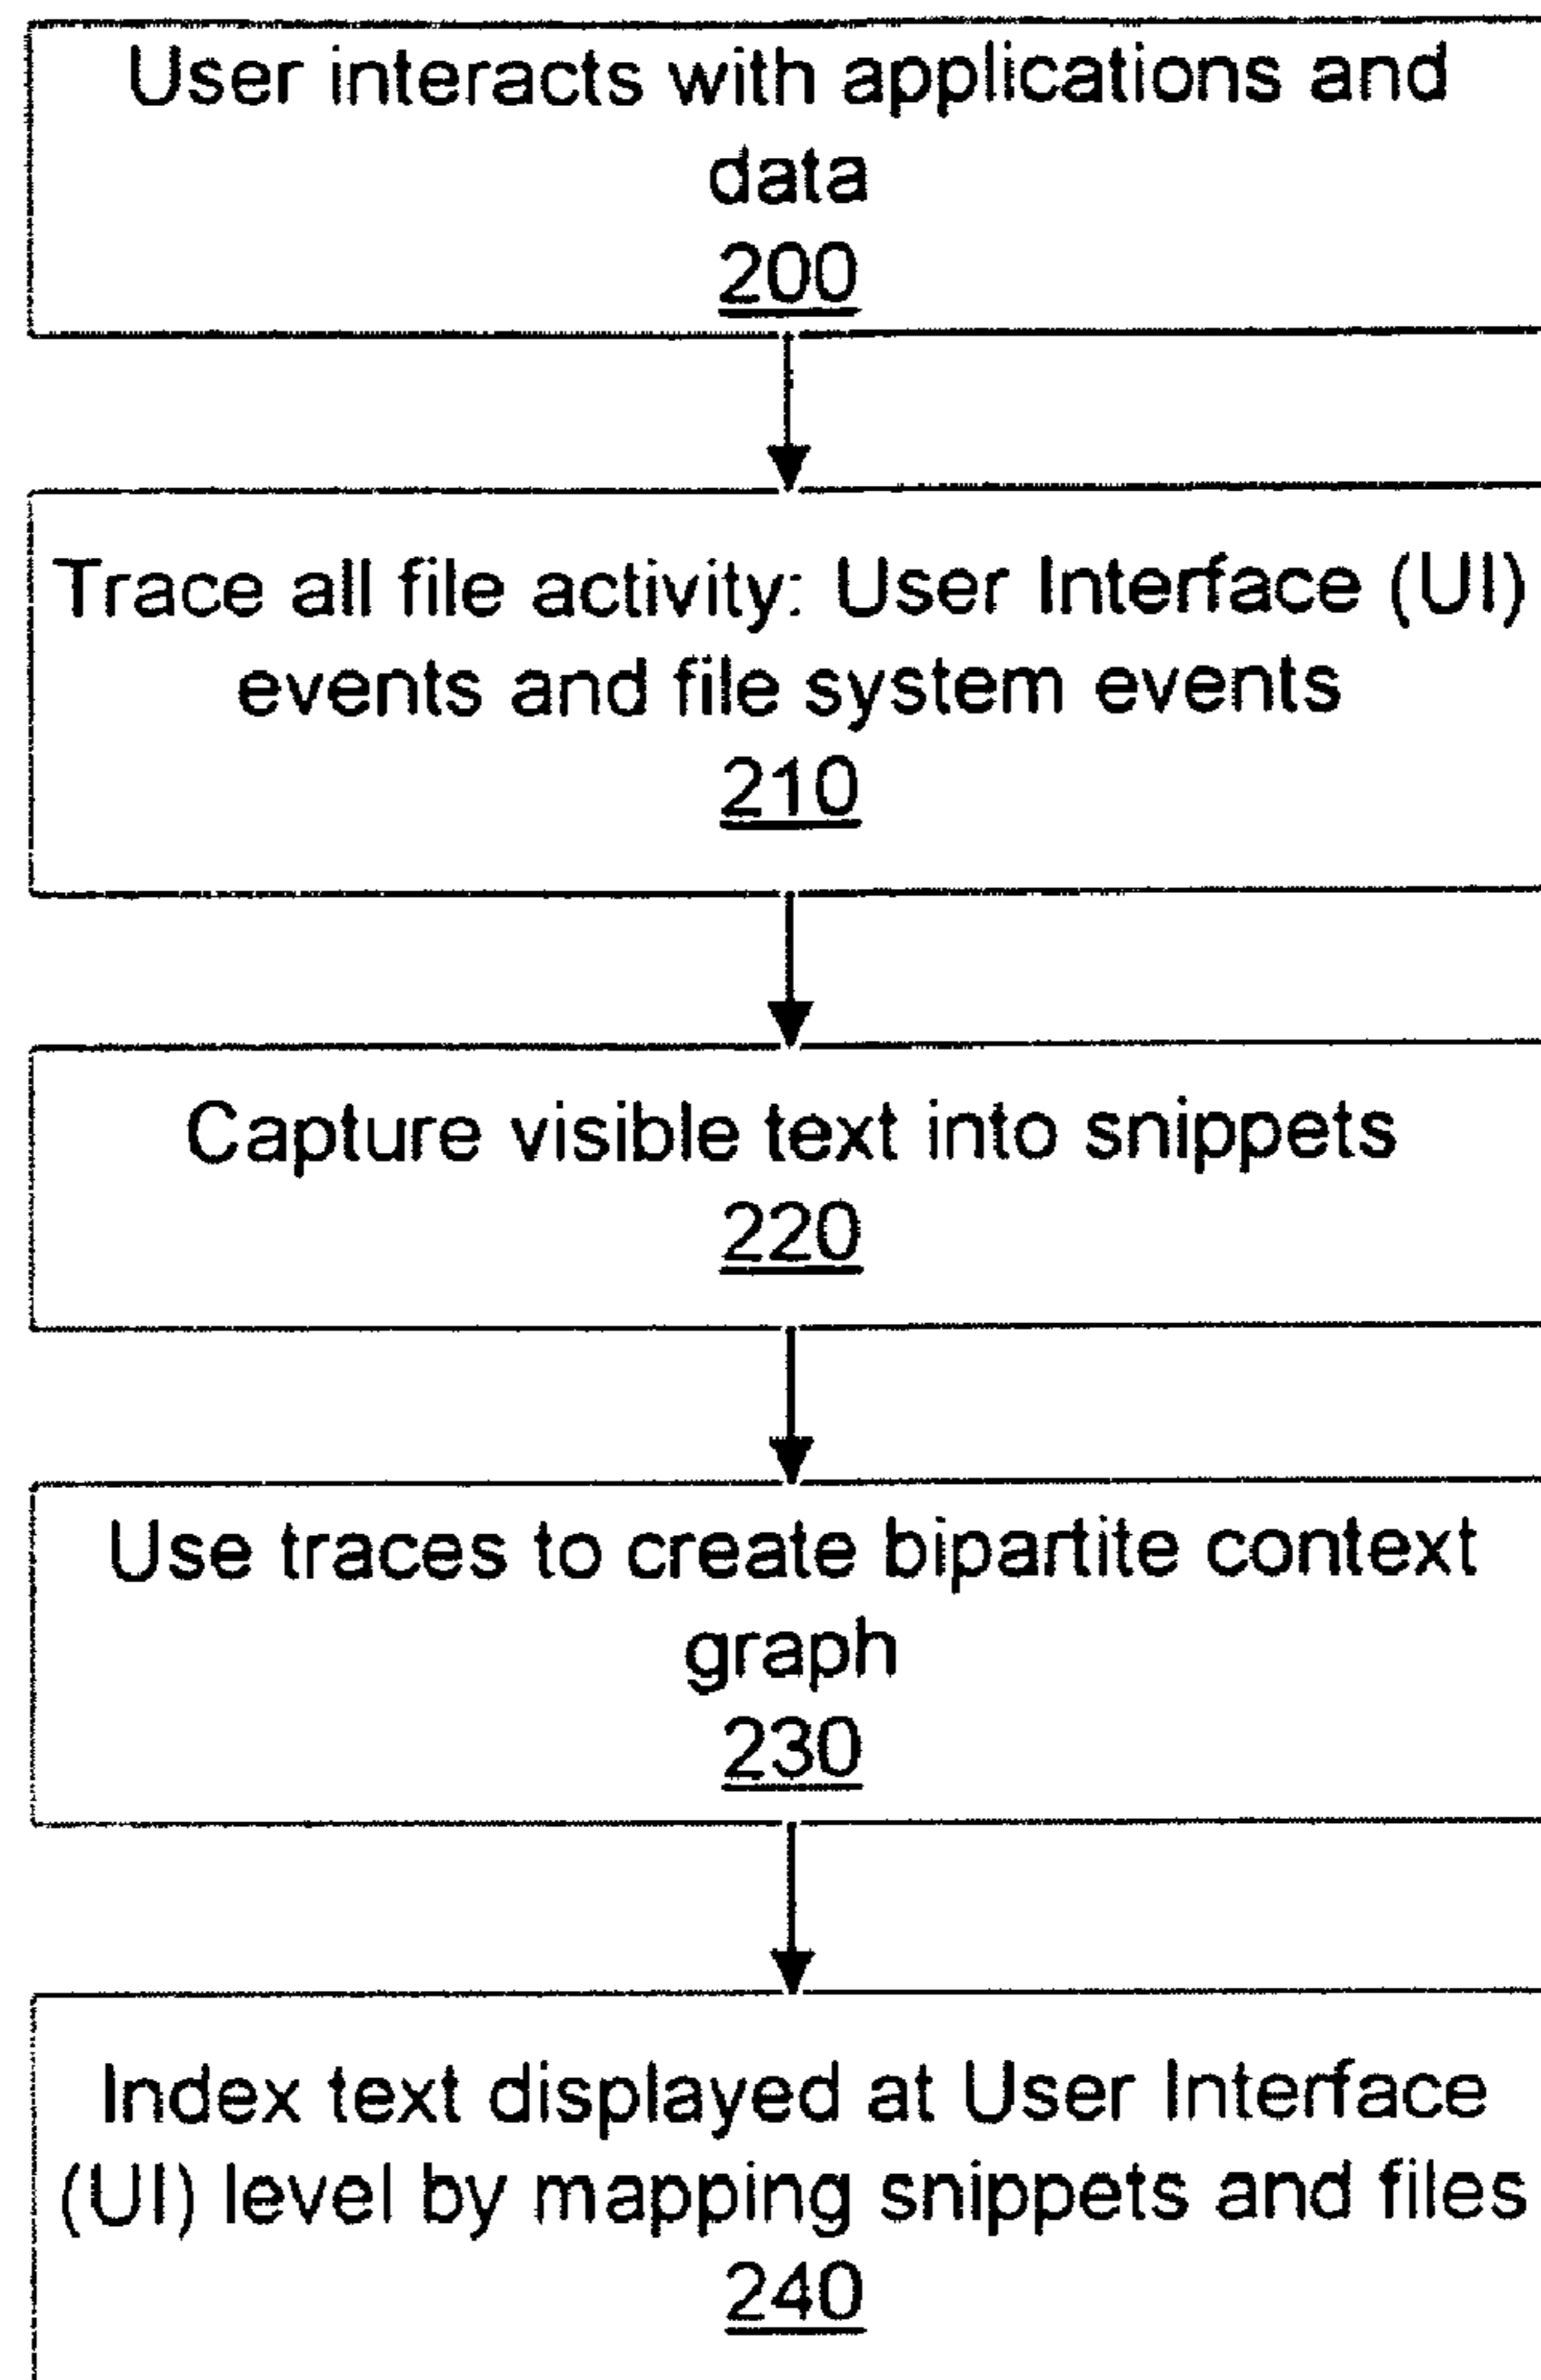 User interacts with applications and
data
200
Trace all file activity: User Interface (UI)
events and file system events
210
Capture visible text into snippets
220
Use traces to create bipartite context
graph
230
Index text displayed at User Interface
(UI) level by mapping snippets and files
240